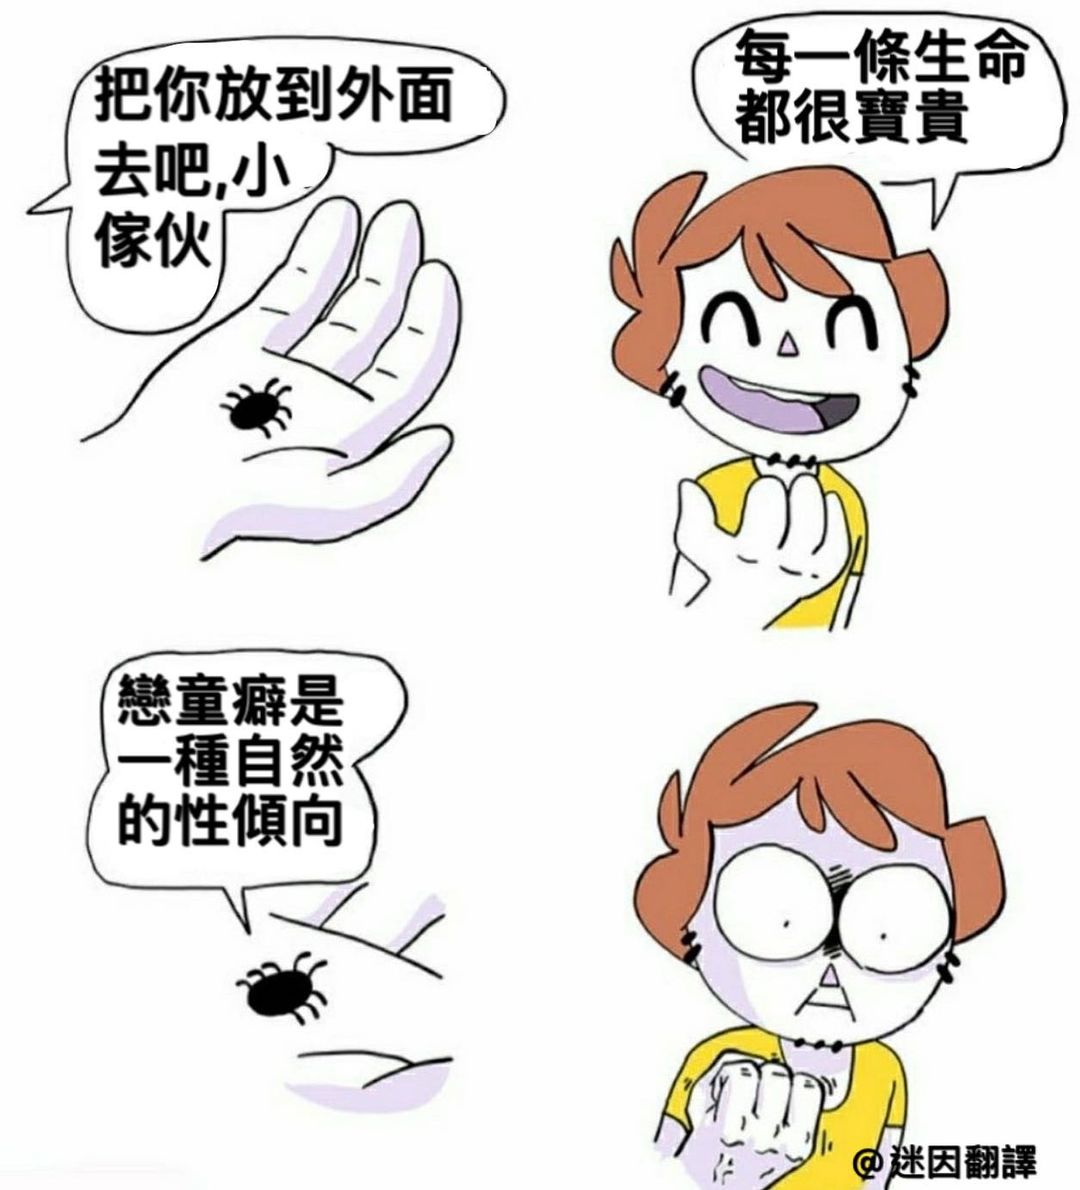 把你放到外面
去吧,小
傢伙
每一條生命
都很寶貴
戀童癖是
一種自然
的性傾向
@迷因翻譯